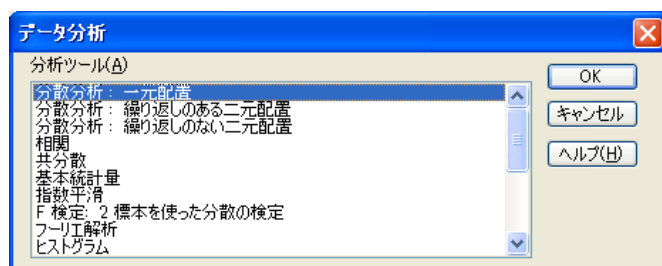 データ分析
分析ツール(A)
分散分析: 一元配置
分散分析: 繰り返しのある二元配置
分散分析: 繰り返しのない二元配置
相関
共分散
基本統計量
指数平滑
F 検定: 2 標本を使った分散の検定
フーリエ解析
ヒストグラム
OK
キャンセル
ヘルプ(H)